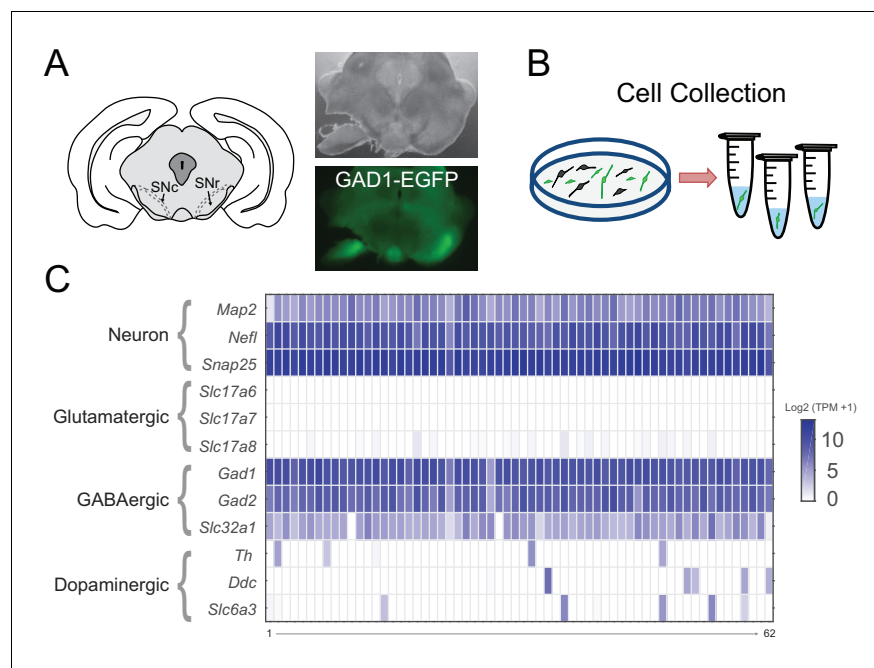 A
SNc
SNr
GAD1-EGFP
B
Cell Collection
C
Neuron
Map2
Nefl
Snap25
Glutamatergic
Slc17a6
Slc17a7
Slc17a8
GABAergic
Gad1
Gad2
Slc32a1
Dopaminergic
Th
Ddc
Slc6a3
1
62
Log2 (TPM +1)
10
5
0